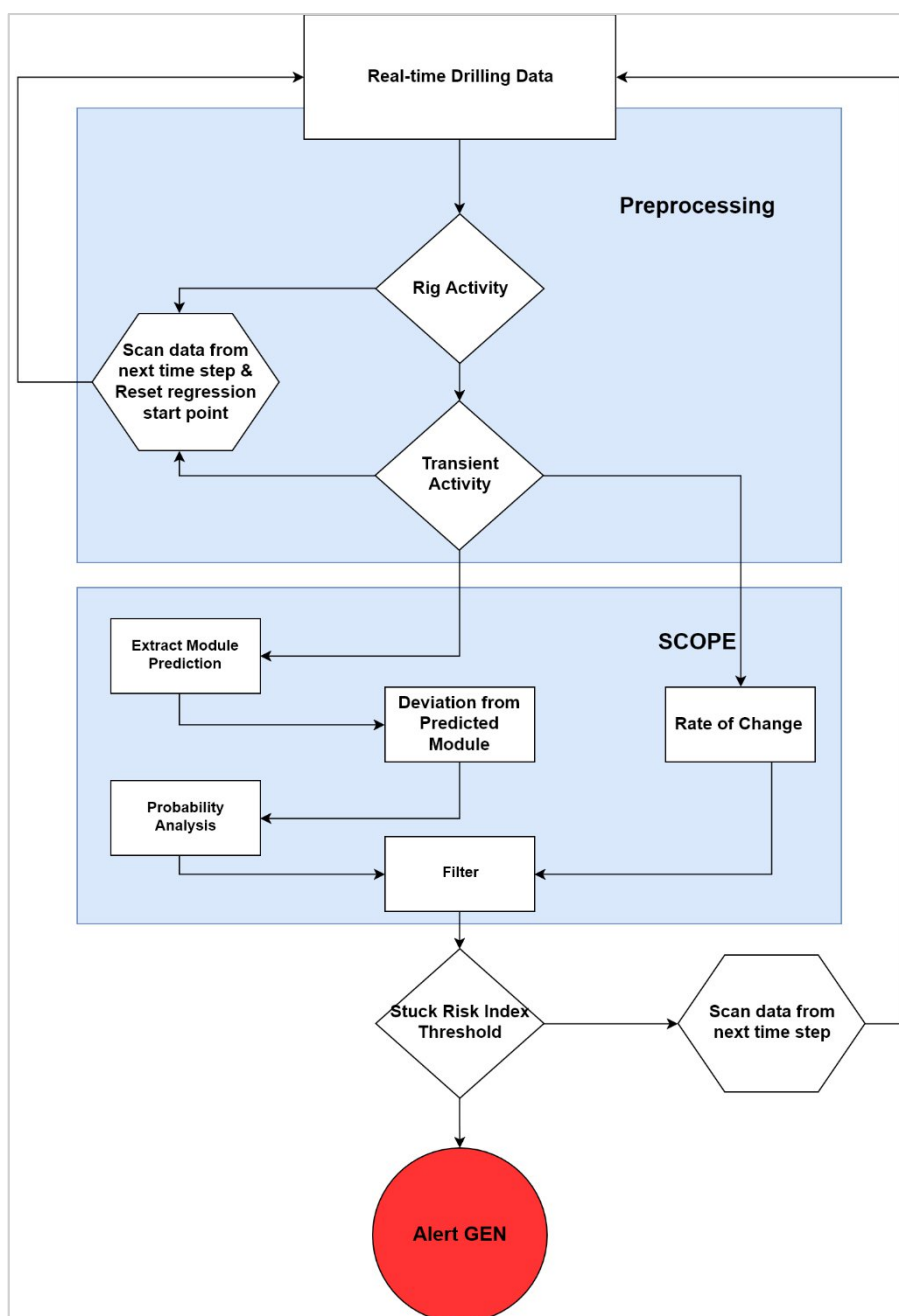 Real-time Drilling Data
Preprocessing
Rig Activity
Scan data from
next time step &
Reset regression
start point
Transient
Activity
SCOPE
Extract Module
Prediction
Deviation from
Predicted
Module
Rate of Change
Probability
Analysis
Filter
Stuck Risk Index
Threshold
Scan data from
next time step
Alert GEN